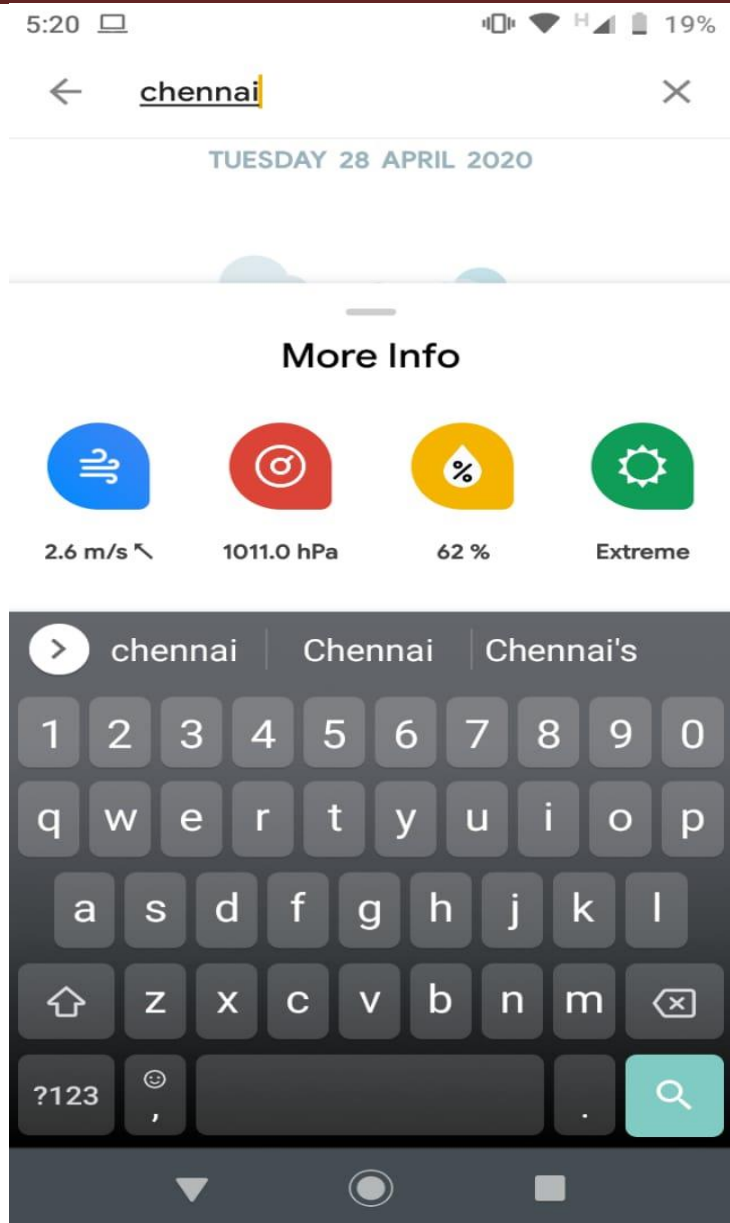 5:20 H 19%
chennai
TUESDAY 28 APRIL 2020
More Info
2.6 m/s 1011.0 hPa 62 % Extreme
chennai Chennai Chennai's
1 2 3 4 5 6 7 8 9 0
q w e r t y u i o p
a s d f g h j k l
z x c v b n m
?123 , .